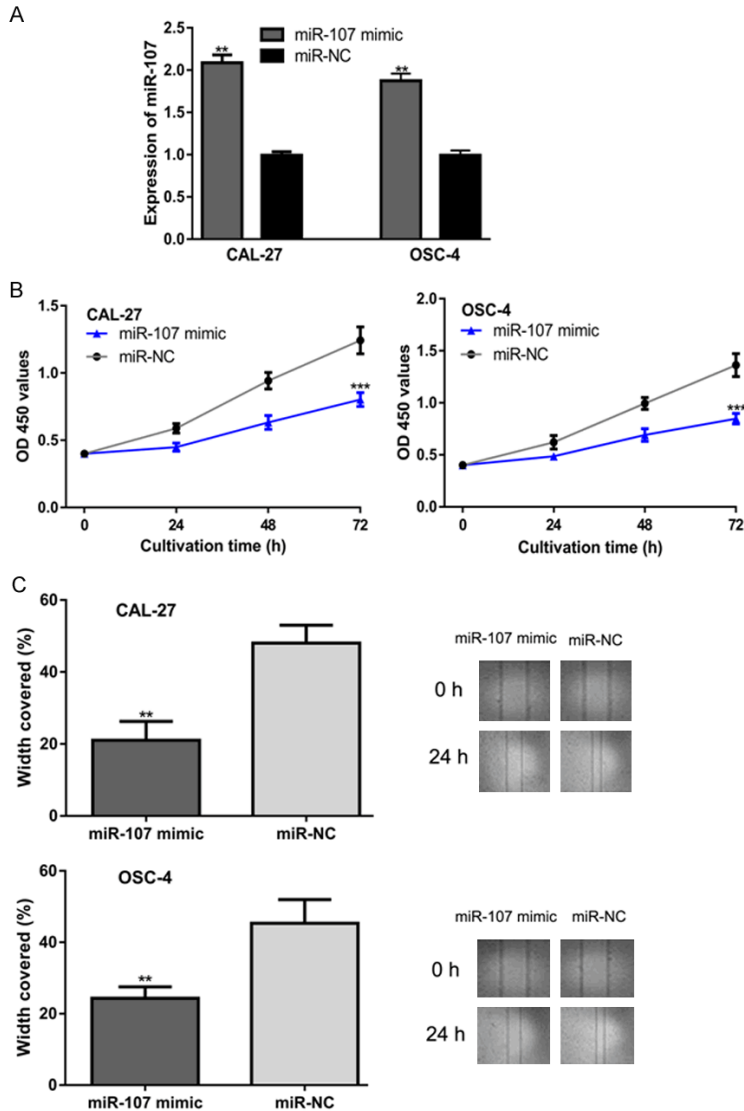 A
Expression of miR-107
2.5
2.0
1.5
1.0
0.5
0.0
**
**
miR-107 mimic
miR-NC
CAL-27
OSC-4
B
CAL-27
miR-107 mimic
miR-NC
OD 450 values
1.5
1.0
0.5
0.0
***
0
24
48
72
Cultivation time (h)
OSC-4
miR-107 mimic
miR-NC
OD 450 values
2.0
1.5
1.0
0.5
0.0
***
0
24
48
72
Cultivation time (h)
C
CAL-27
Width covered (%)
60
40
20
0
**
miR-107 mimic
miR-NC
miR-107 mimic
miR-NC
0 h
24 h
OSC-4
Width covered (%)
60
40
20
0
**
miR-107 mimic
miR-NC
miR-107 mimic
miR-NC
0 h
24 h